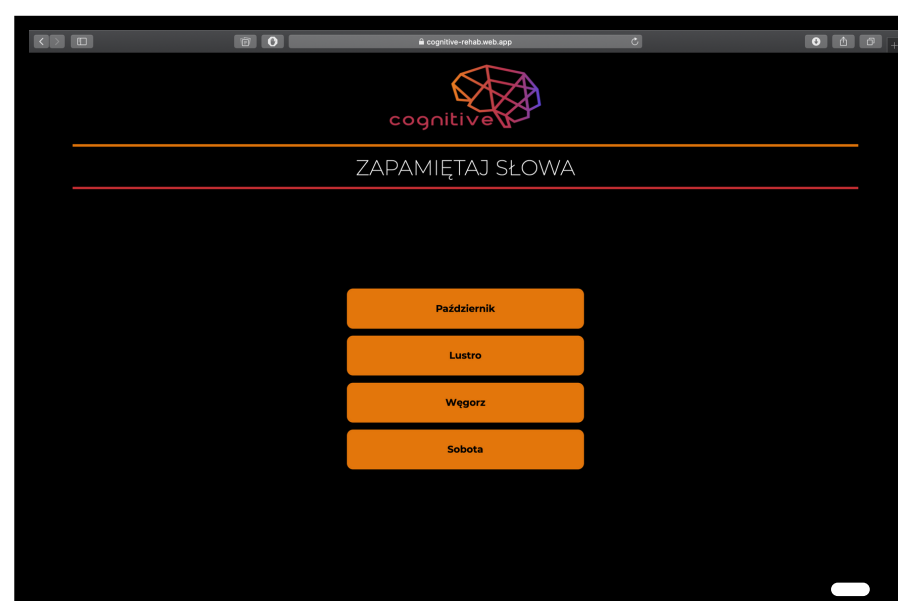 cognitive-rehab.web.app
cognitive
ZAPAMIĘTAJ SŁOWA
Październik
Lustro
Węgorz
Sobota